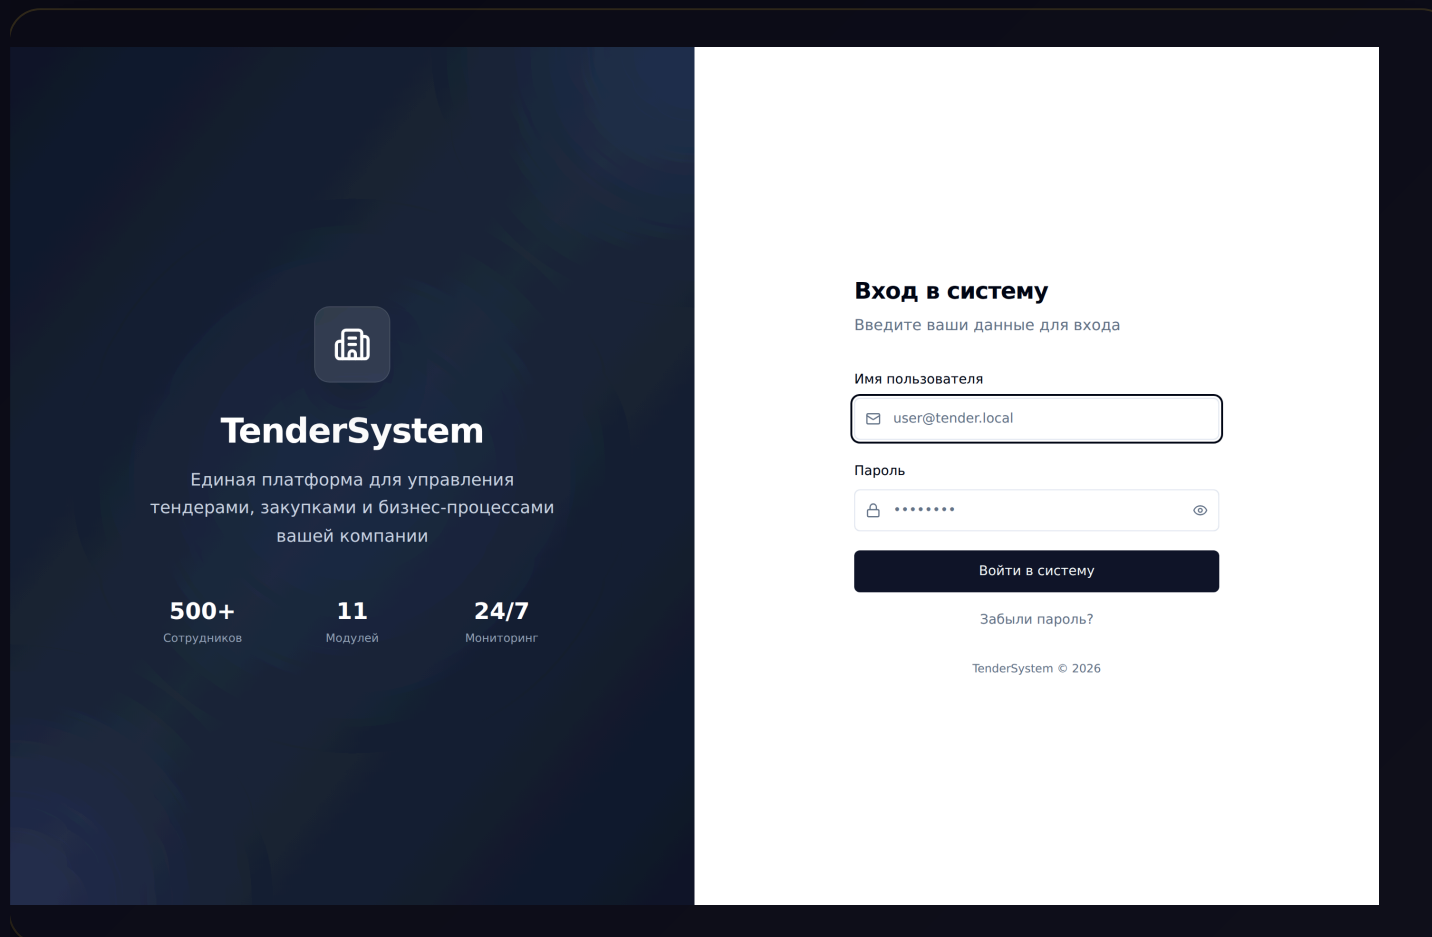 TenderSystem
Единая платформа для управления
тендерами, закупками и бизнес-процессами
вашей компании
500+
Сотрудников
11
Модулей
24/7
Мониторинг
Вход в систему
Введите ваши данные для входа
Имя пользователя
user@tender.local
Пароль
••••••••
Войти в систему
Забыли пароль?
TenderSystem © 2026